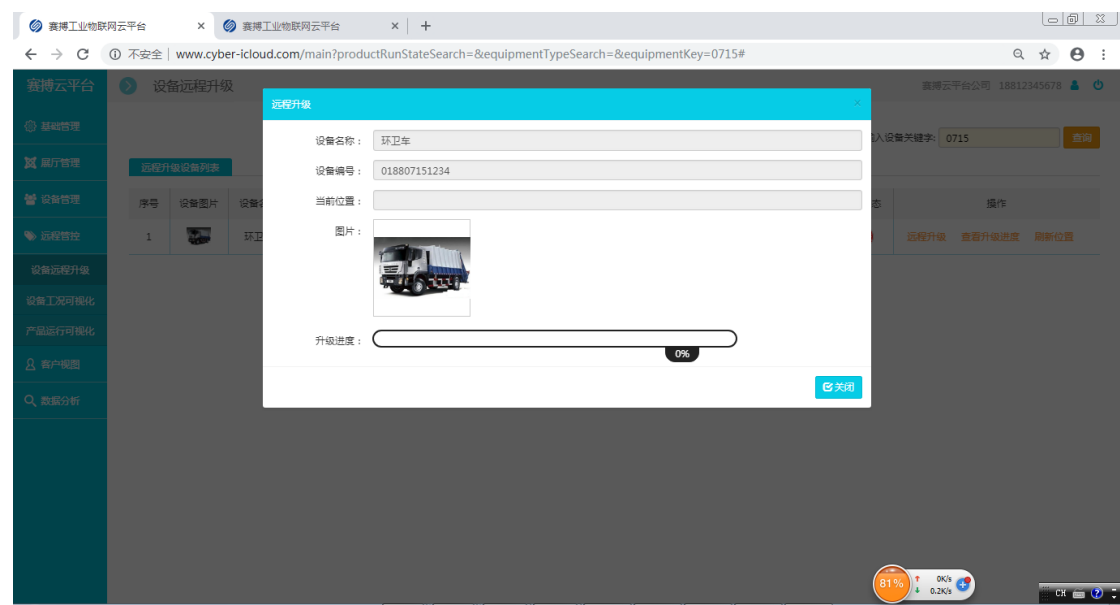 赛博工业物联网云平台
赛博工业物联网云平台
不安全 www.cyber-icloud.com/main?productRunStateSearch=&equipmentTypeSearch=&equipmentKey=0715#
赛博云平台 设备远程升级
赛博云平台公司 18812345678
远程升级
基础管理
设备名称： 环卫车
入设备关键字: 0715 查询
展厅管理
远程升级设备列表
设备编号： 018807151234
设备管理
序号 设备图片 设备
当前位置：
态 操作
远程管控
1 环卫
图片：
远程升级 查看升级进度 刷新位置
设备远程升级
设备工况可视化
产品运行可视化
升级进度：
0%
客户视图
关闭
数据分析
81% 0K/s
0.2K/s
CH